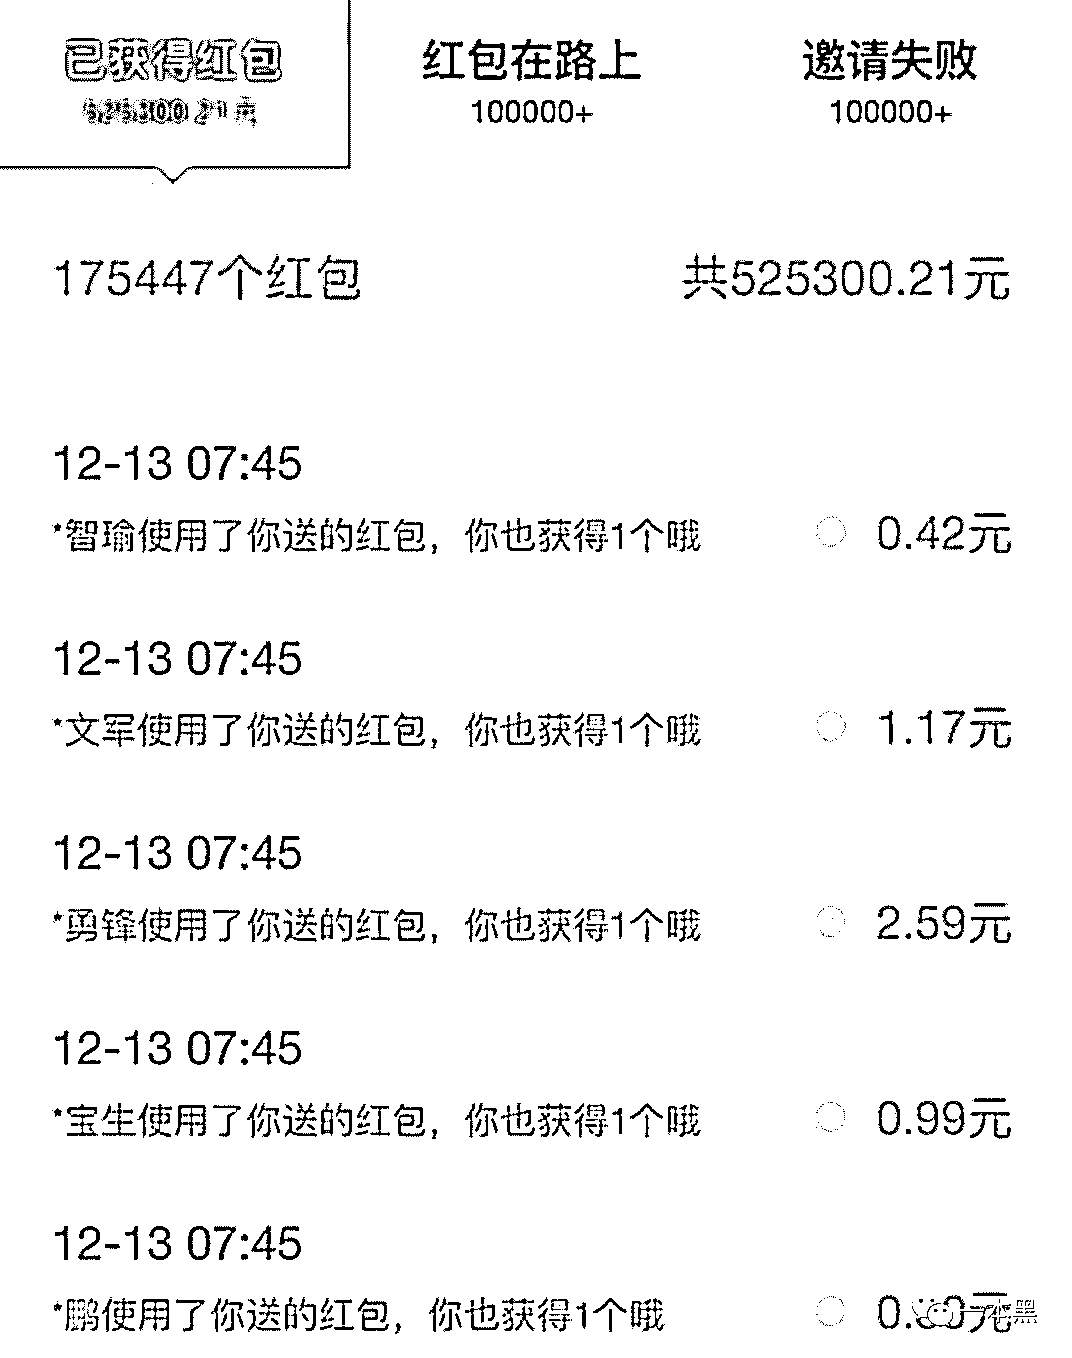 已获得红包 红包在路上 邀请失败
525300.21元 100000+ 100000+
175447个红包 共525300.21元
12-13 07:45
*智瑜使用了你送的红包，你也获得1个哦 0.42元
12-13 07:45
*文军使用了你送的红包，你也获得1个哦 1.17元
12-13 07:45
*勇锋使用了你送的红包，你也获得1个哦 2.59元
12-13 07:45
*宝生使用了你送的红包，你也获得1个哦 0.99元
12-13 07:45
*鹏使用了你送的红包，你也获得1个哦
一本黑